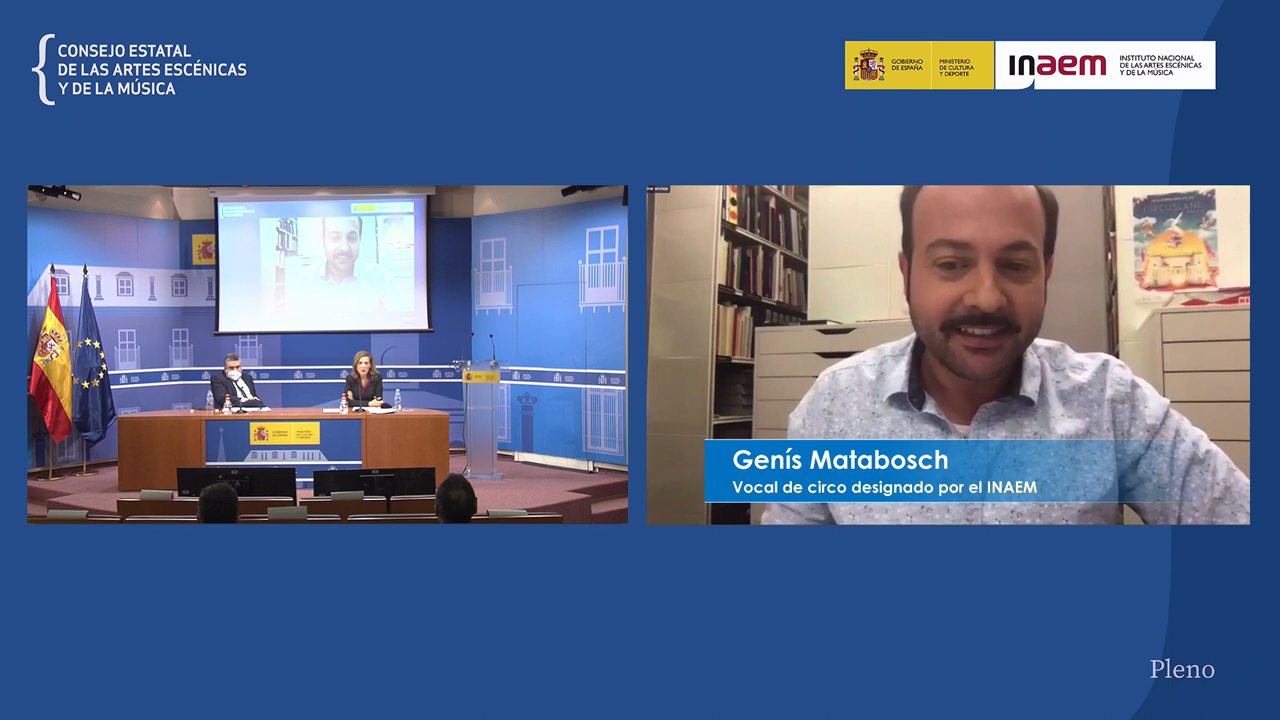 CONSEJO ESTATAL
DE LAS ARTES ESCÉNICAS
Y DE LA MÚSICA
GOBIERNO
DE ESPAÑA
MINISTERIO
DE CULTURA
Y DEPORTE
inaem
INSTITUTO NACIONAL
DE LAS ARTES ESCÉNICAS
Y DE LA MÚSICA
CIRCUSLAND
Genís Matabosch
Vocal de circo designado por el INAEM
Pleno